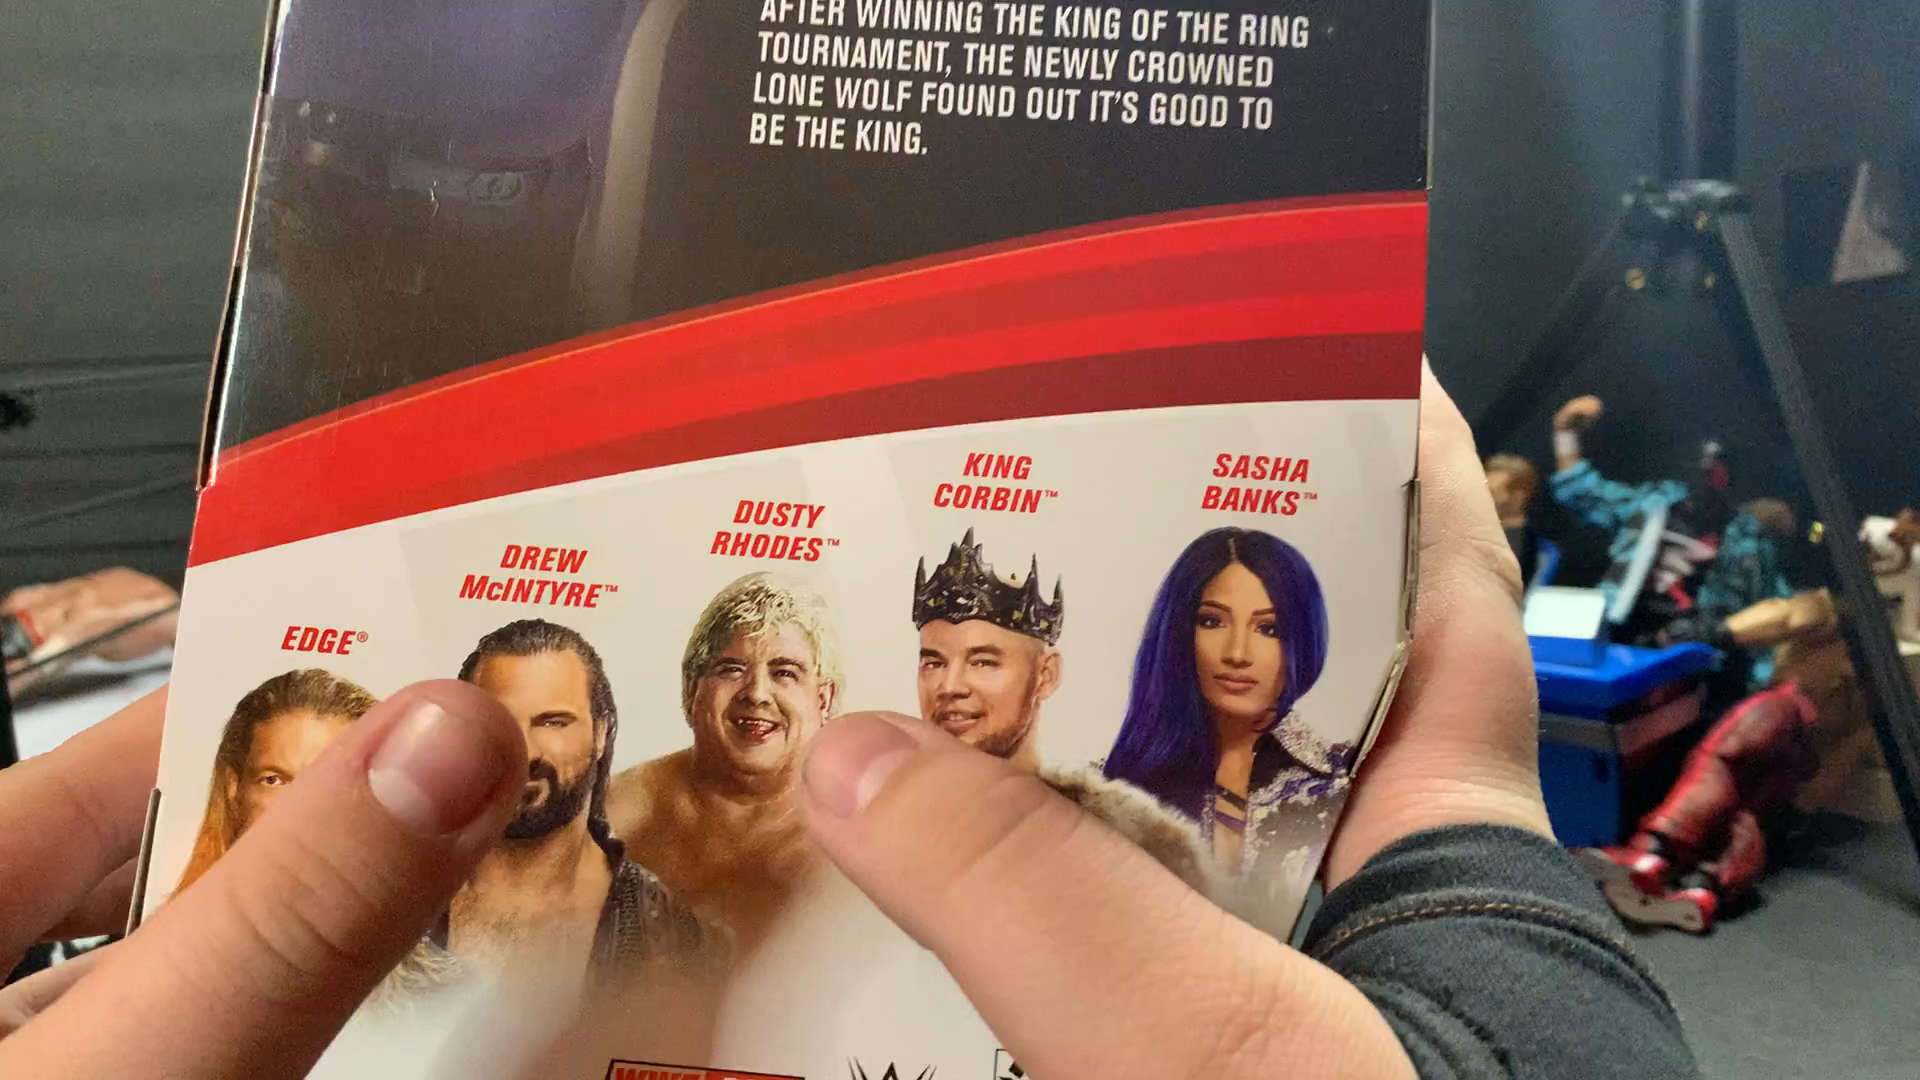 AFTER WINNING THE KING OF THE RING
TOURNAMENT, THE NEWLY CROWNED
LONE WOLF FOUND OUT IT'S GOOD TO
BE THE KING.
EDGE®
DREW
McINTYRE™
DUSTY
RHODES™
KING
CORBIN™
SASHA
BANKS™